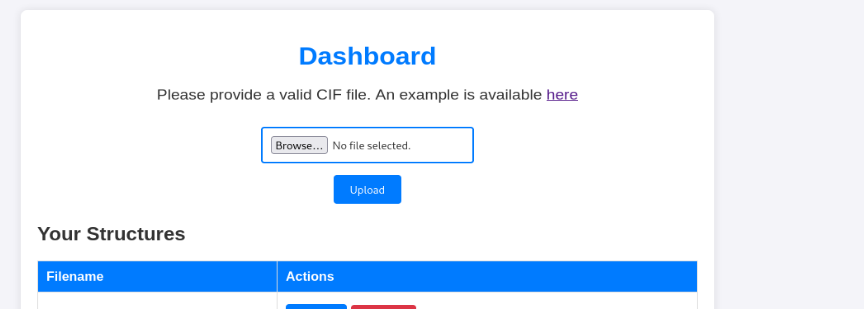 Dashboard
Please provide a valid CIF file. An example is available here
Browse... No file selected.
Upload
Your Structures
Filename Actions